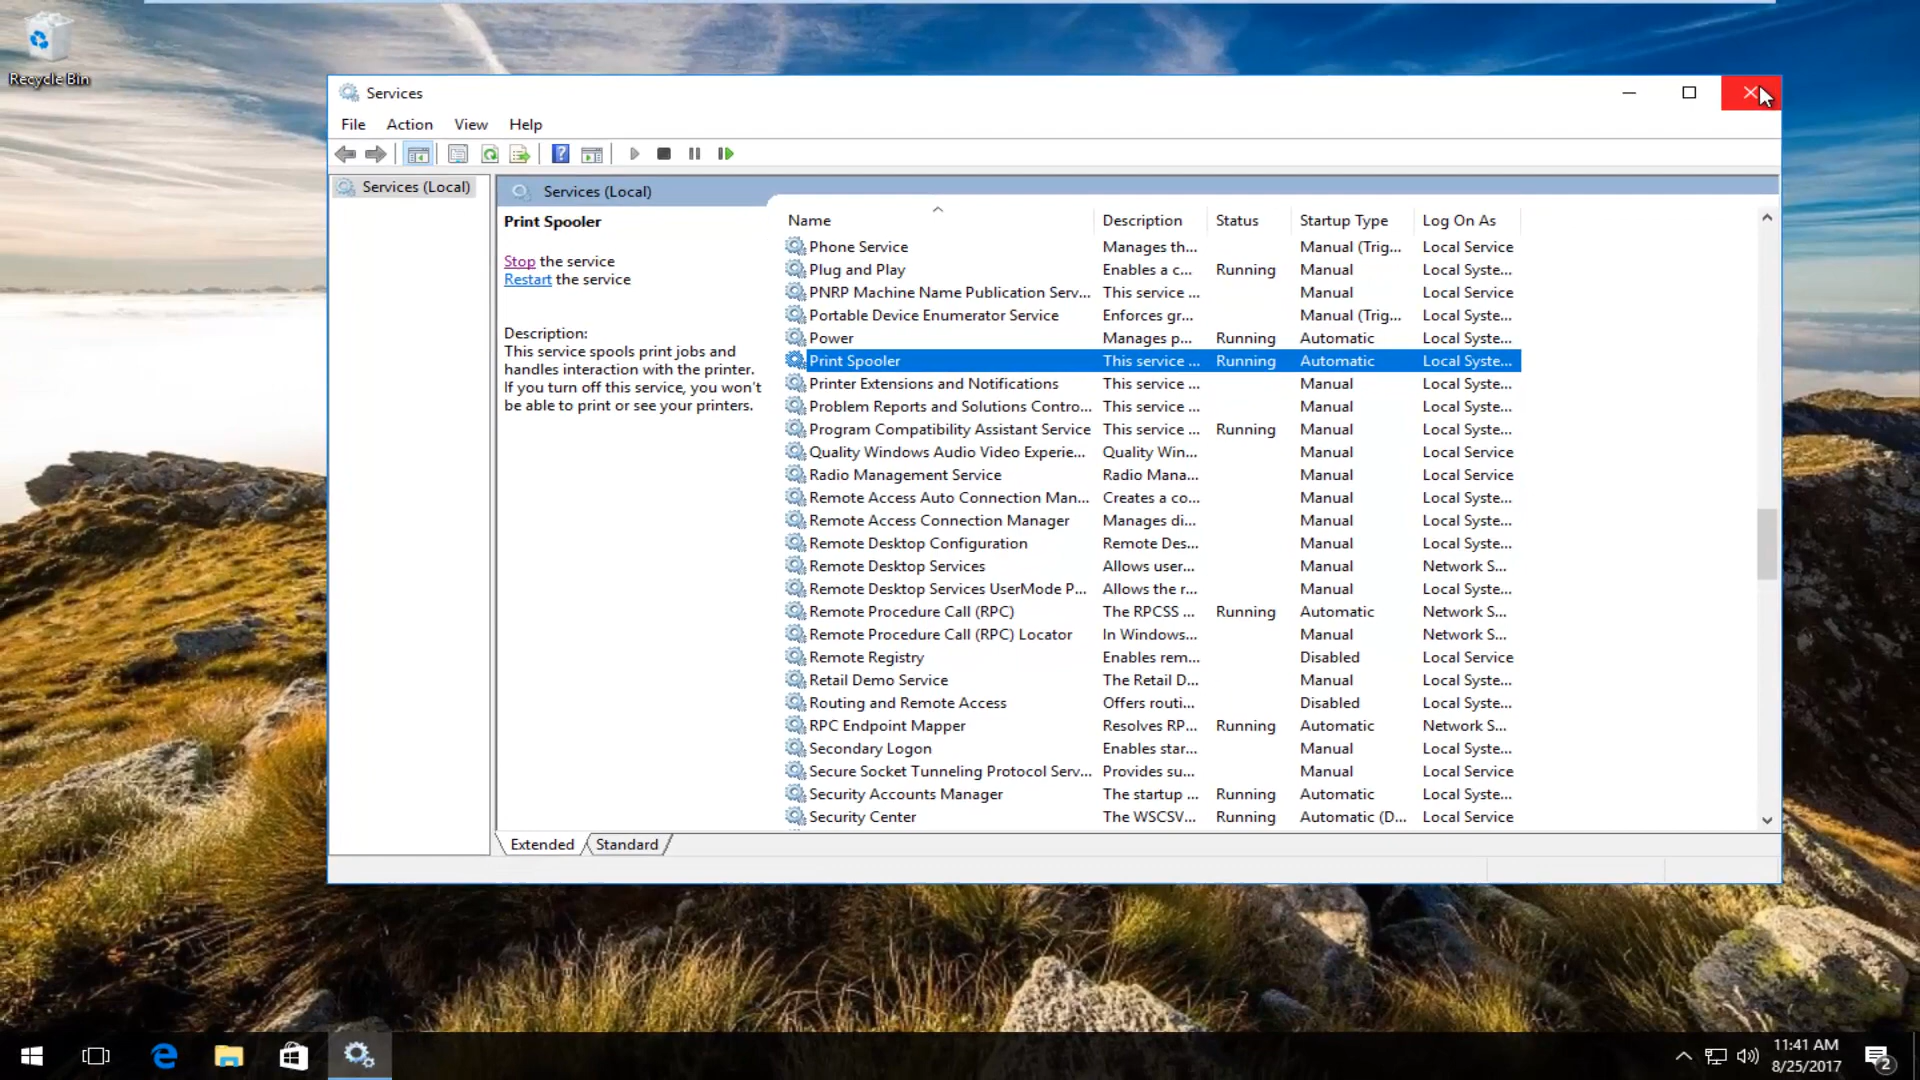 Recycle Bin
Services
File Action View Help
Services (Local)
Services (Local)
Print Spooler
Stop the service
Restart the service
Description:
This service spools print jobs and
handles interaction with the printer.
If you turn off this service, you won't
be able to print or see your printers.
Name Description Status Startup Type Log On As
Phone Service Manages th... Manual (Trig... Local Service
Plug and Play Enables a c... Running Manual Local Syste...
PNRP Machine Name Publication Serv... This service ... Manual Local Service
Portable Device Enumerator Service Enforces gr... Manual (Trig... Local Syste...
Power Manages p... Running Automatic Local Syste...
Print Spooler This service ... Running Automatic Local Syste...
Printer Extensions and Notifications This service ... Manual Local Syste...
Problem Reports and Solutions Contro... This service ... Manual Local Syste...
Program Compatibility Assistant Service This service ... Running Manual Local Syste...
Quality Windows Audio Video Experie... Quality Win... Manual Local Service
Radio Management Service Radio Mana... Manual Local Service
Remote Access Auto Connection Man... Creates a co... Manual Local Syste...
Remote Access Connection Manager Manages di... Manual Local Syste...
Remote Desktop Configuration Remote Des... Manual Local Syste...
Remote Desktop Services Allows user... Manual Network S...
Remote Desktop Services UserMode P... Allows the r... Manual Local Syste...
Remote Procedure Call (RPC) The RPCSS ... Running Automatic Network S...
Remote Procedure Call (RPC) Locator In Windows... Manual Network S...
Remote Registry Enables rem... Disabled Local Service
Retail Demo Service The Retail D... Manual Local Syste...
Routing and Remote Access Offers routi... Disabled Local Syste...
RPC Endpoint Mapper Resolves RP... Running Automatic Network S...
Secondary Logon Enables star... Manual Local Syste...
Secure Socket Tunneling Protocol Serv... Provides su... Manual Local Service
Security Accounts Manager The startup ... Running Automatic Local Syste...
Security Center The WSCSV... Running Automatic (D... Local Service
Extended Standard
11:41 AM
8/25/2017
2